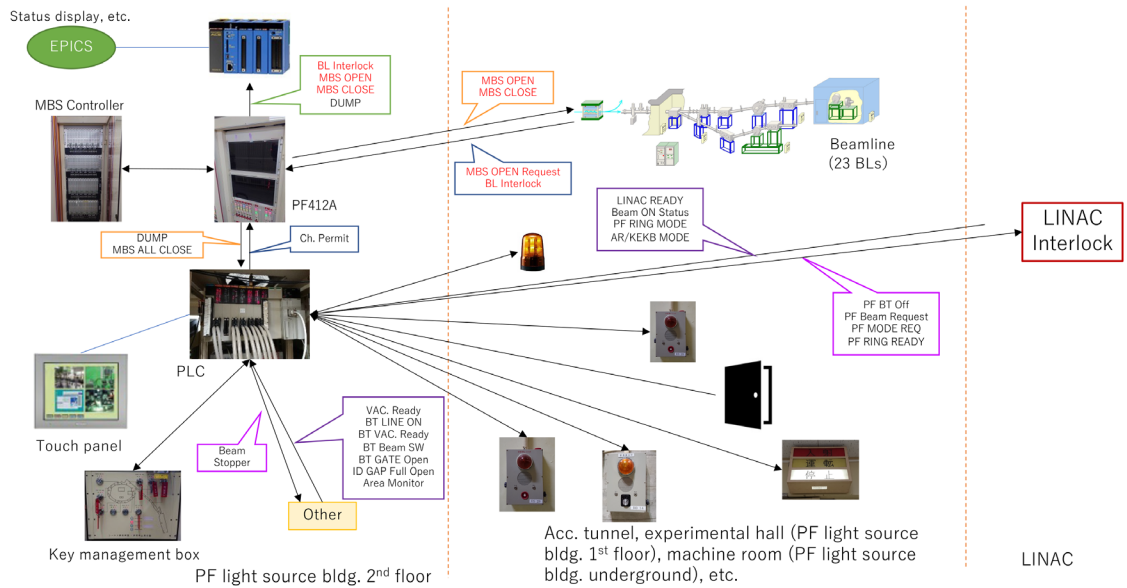 Status display, etc.
EPICS
BL Interlock
MBS OPEN
MBS CLOSE
DUMP
MBS OPEN
MBS CLOSE
MBS Controller
PF412A
Beamline
(23 BLs)
MBS OPEN Request
BL Interlock
LINAC READY
Beam ON Status
PF RING MODE
AR/KEKB MODE
LINAC
Interlock
DUMP
MBS ALL CLOSE
Ch. Permit
PF BT Off
PF Beam Request
PF MODE REQ
PF RING READY
PLC
Touch panel
Beam
Stopper
VAC. Ready
BT LINE ON
BT VAC. Ready
BT Beam SW
BT GATE Open
ID GAP Full Open
Area Monitor
運転
停止
Other
Key management box
PF light source bldg. 2nd floor
Acc. tunnel, experimental hall (PF light source
bldg. 1st floor), machine room (PF light source
bldg. underground), etc.
LINAC